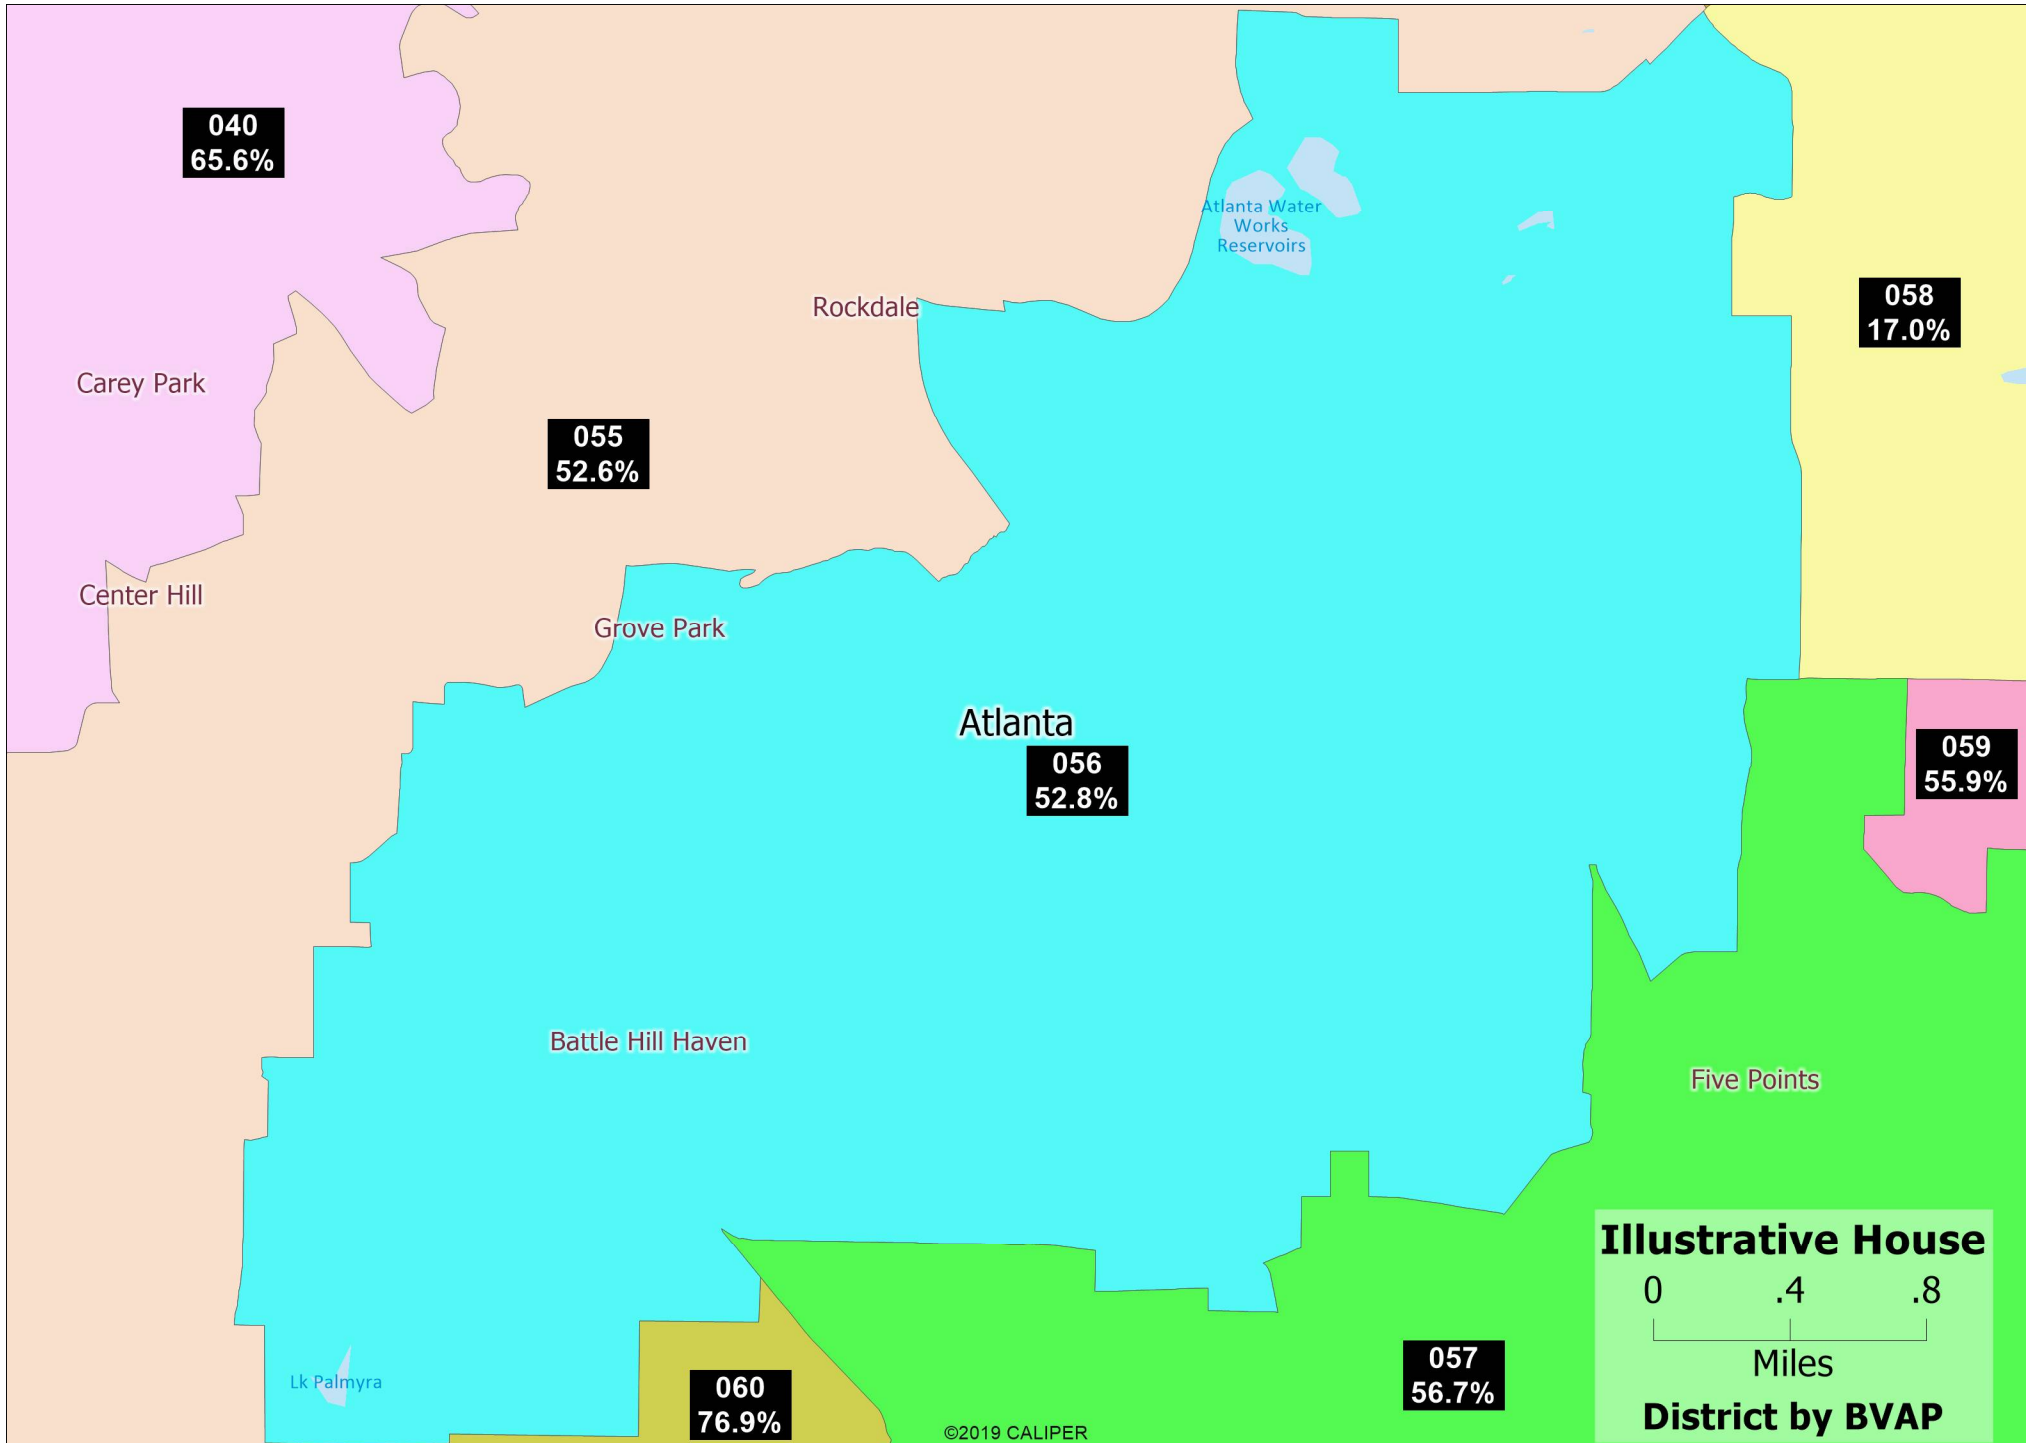 040
65.6%
Atlanta Water
Works
Reservoirs
Rockdale
058
17.0%
Carey Park
055
52.6%
Center Hill
Grove Park
Atlanta
056
52.8%
059
55.9%
Battle Hill Haven
Five Points
Illustrative House
0 .4 .8
Miles
District by BVAP
Lk Palmyra
060
76.9%
057
56.7%
©2019 CALIPER